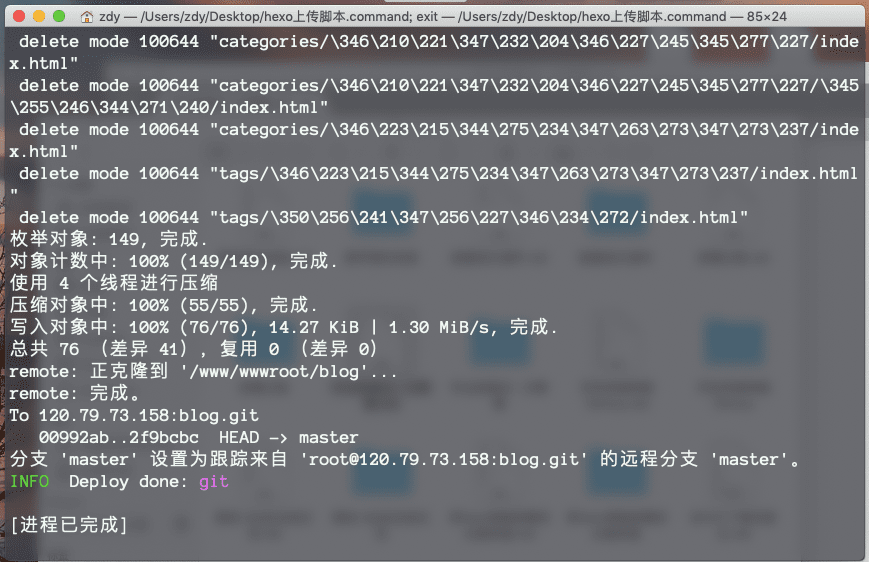 zdy — /Users/zdy/Desktop/hexo上传脚本.command; exit — /Users/zdy/Desktop/hexo上传脚本.command — 85×24
delete mode 100644 "categories/\346\210\221\347\232\204\346\227\245\345\277\227/inde
x.html"
delete mode 100644 "categories/\346\210\221\347\232\204\346\227\245\345\277\227/\345
\255\246\344\271\240/index.html"
delete mode 100644 "categories/\346\223\215\344\275\234\347\263\273\347\273\237/inde
x.html"
delete mode 100644 "tags/\346\223\215\344\275\234\347\263\273\347\273\237/index.html
"
delete mode 100644 "tags/\350\256\241\347\256\227\346\234\272/index.html"
枚举对象: 149, 完成.
对象计数中: 100% (149/149), 完成.
使用 4 个线程进行压缩
压缩对象中: 100% (55/55), 完成.
写入对象中: 100% (76/76), 14.27 KiB | 1.30 MiB/s, 完成.
总共 76 （差异 41），复用 0 （差异 0）
remote: 正克隆到 '/www/wwwroot/blog'...
remote: 完成。
To 120.79.73.158:blog.git
00992ab..2f9bcbc HEAD -> master
分支 'master' 设置为跟踪来自 'root@120.79.73.158:blog.git' 的远程分支 'master'。
INFO Deploy done: git
[进程已完成]